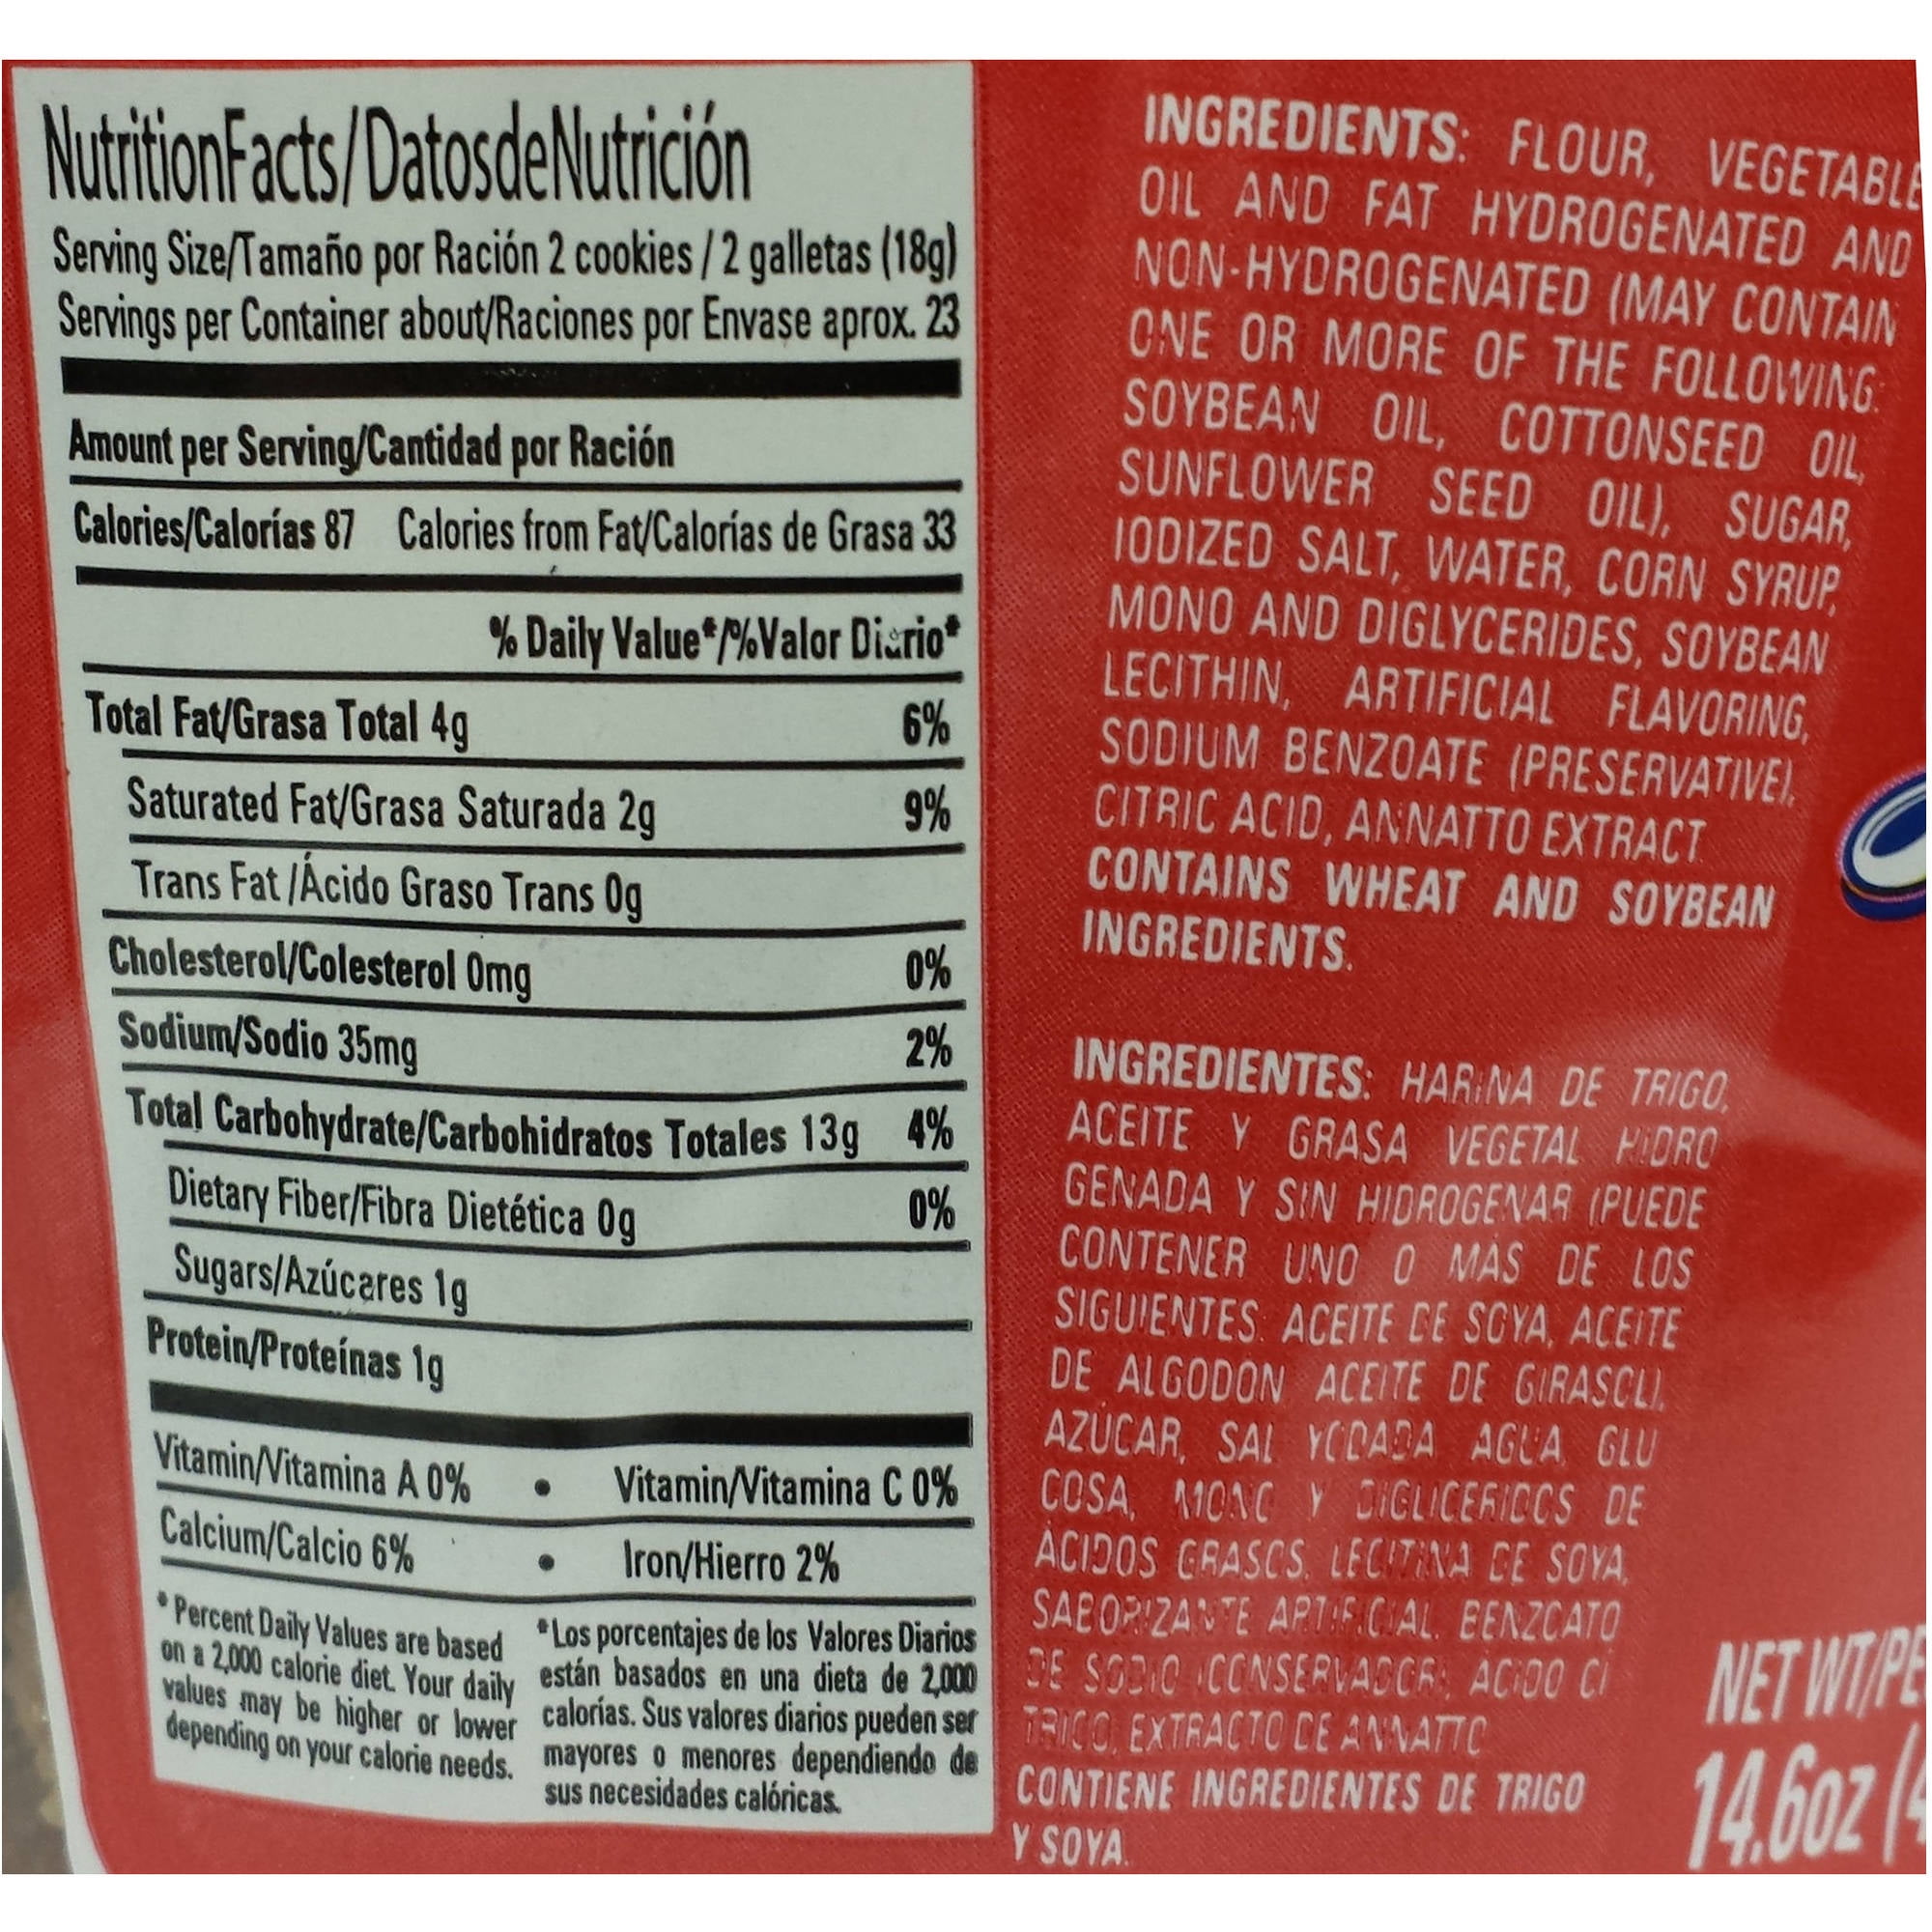 NutritionFacts/DatosdeNutrición
Serving Size/Tamaño por Ración 2 cookies / 2 galletas (18g)
Servings per Container about/Raciones por Envase aprox. 23
Amount per Serving/Cantidad por Ración
Calories/Calorías 87 Calories from Fat/Calorías de Grasa 33
% Daily Value*/%Valor Diario*
Total Fat/Grasa Total 4g 6%
Saturated Fat/Grasa Saturada 2g 9%
Trans Fat /Ácido Graso Trans 0g
Cholesterol/Colesterol 0mg 0%
Sodium/Sodio 35mg 2%
Total Carbohydrate/Carbohidratos Totales 13g 4%
Dietary Fiber/Fibra Dietética 0g 0%
Sugars/Azúcares 1g
Protein/Proteínas 1g
Vitamin/Vitamina A 0% • Vitamin/Vitamina C 0%
Calcium/Calcio 6% • Iron/Hierro 2%
* Percent Daily Values are based
on a 2,000 calorie diet. Your daily
values may be higher or lower
depending on your calorie needs.
*Los porcentajes de los Valores Diarios
están basados en una dieta de 2,000
calorías. Sus valores diarios pueden ser
mayores o menores dependiendo de
sus necesidades calóricas.
INGREDIENTS: FLOUR, VEGETABLE
OIL AND FAT HYDROGENATED AND
NON-HYDROGENATED (MAY CONTAIN
ONE OR MORE OF THE FOLLOWING:
SOYBEAN OIL, COTTONSEED OIL,
SUNFLOWER SEED OIL), SUGAR,
IODIZED SALT, WATER, CORN SYRUP,
MONO AND DIGLYCERIDES, SOYBEAN
LECITHIN, ARTIFICIAL FLAVORING,
SODIUM BENZOATE (PRESERVATIVE),
CITRIC ACID, ANNATTO EXTRACT.
CONTAINS WHEAT AND SOYBEAN
INGREDIENTS.
INGREDIENTES: HARINA DE TRIGO,
ACEITE Y GRASA VEGETAL HIDRO
GENADA Y SIN HIDROGENAR (PUEDE
CONTENER UNO O MÁS DE LOS
SIGUIENTES: ACEITE DE SOYA, ACEITE
DE ALGODÓN ACEITE DE GIRASOL),
AZÚCAR, SAL YODADA AGUA, GLU
COSA, MONO Y DIGLICERIDOS DE
ÁCIDOS GRASOS, LECITINA DE SOYA,
SABORIZANTE ARTIFICIAL, BENZOATO
DE SODIO (CONSERVADOR), ÁCIDO CÍ
TRICO, EXTRACTO DE ANNATTO
CONTIENE INGREDIENTES DE TRIGO
Y SOYA.
NET WT/PE
14.6oz (4